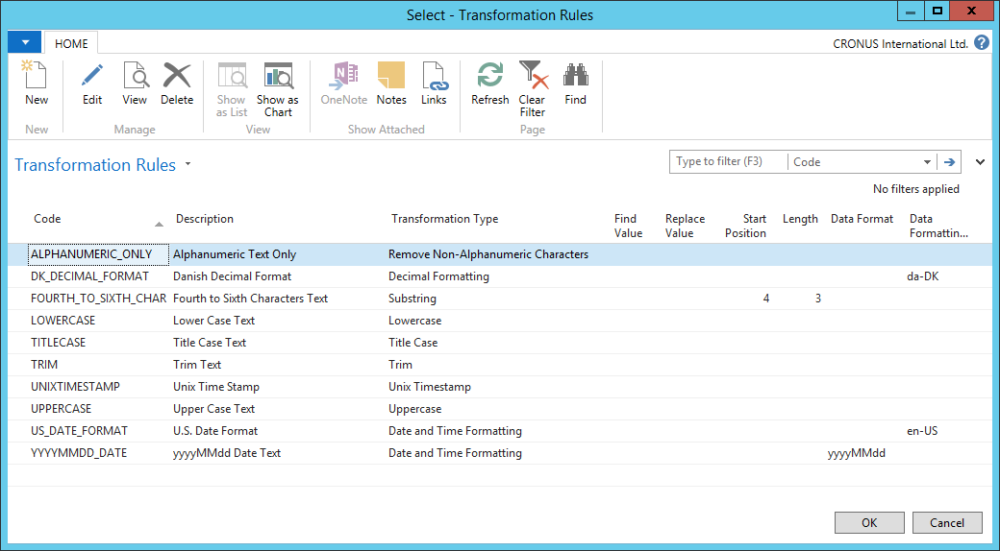 Select - Transformation Rules
HOME
CRONUS International Ltd.
New Edit View Delete Show as List Show as Chart OneNote Notes Links Refresh Clear Filter Find
New Manage View Show Attached Page
Transformation Rules
Type to filter (F3) Code
No filters applied
Code Description Transformation Type Find Value Replace Value Start Position Length Data Format Data Formattin...
ALPHANUMERIC_ONLY Alphanumeric Text Only Remove Non-Alphanumeric Characters
DK_DECIMAL_FORMAT Danish Decimal Format Decimal Formatting da-DK
FOURTH_TO_SIXTH_CHAR Fourth to Sixth Characters Text Substring 4 3
LOWERCASE Lower Case Text Lowercase
TITLECASE Title Case Text Title Case
TRIM Trim Text Trim
UNIXTIMESTAMP Unix Time Stamp Unix Timestamp
UPPERCASE Upper Case Text Uppercase
US_DATE_FORMAT U.S. Date Format Date and Time Formatting en-US
YYYYMMDD_DATE yyyyMMdd Date Text Date and Time Formatting yyyyMMdd
OK Cancel